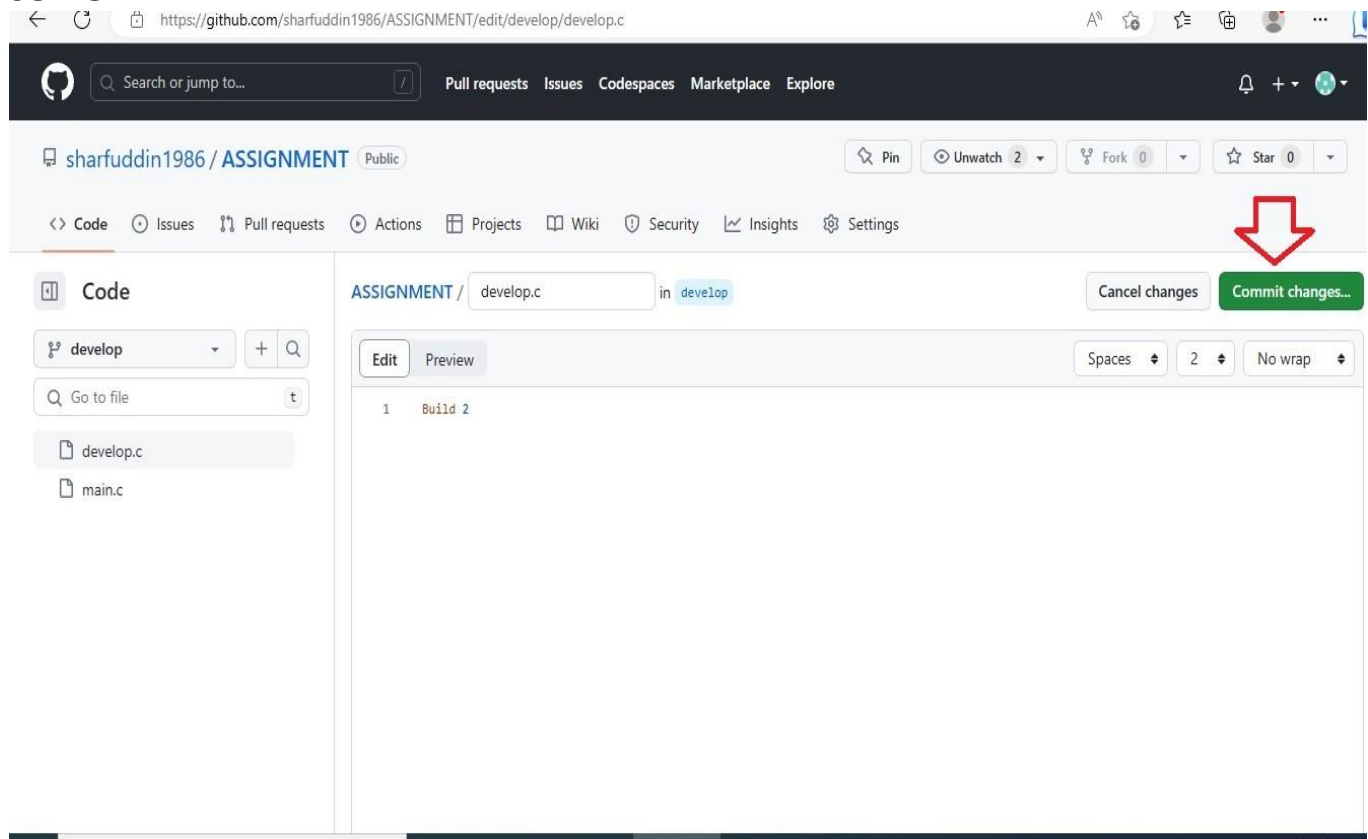 https://github.com/sharfuddin1986/ASSIGNMENT/edit/develop/develop.c
Search or jump to... / Pull requests Issues Codespaces Marketplace Explore
sharfuddin1986 / ASSIGNMENT Public Pin Unwatch 2 Fork 0 Star 0
Code Issues Pull requests Actions Projects Wiki Security Insights Settings
Code ASSIGNMENT / develop.c in develop Cancel changes Commit changes...
develop Edit Preview Spaces 2 No wrap
Go to file t
1 Build 2
develop.c
main.c